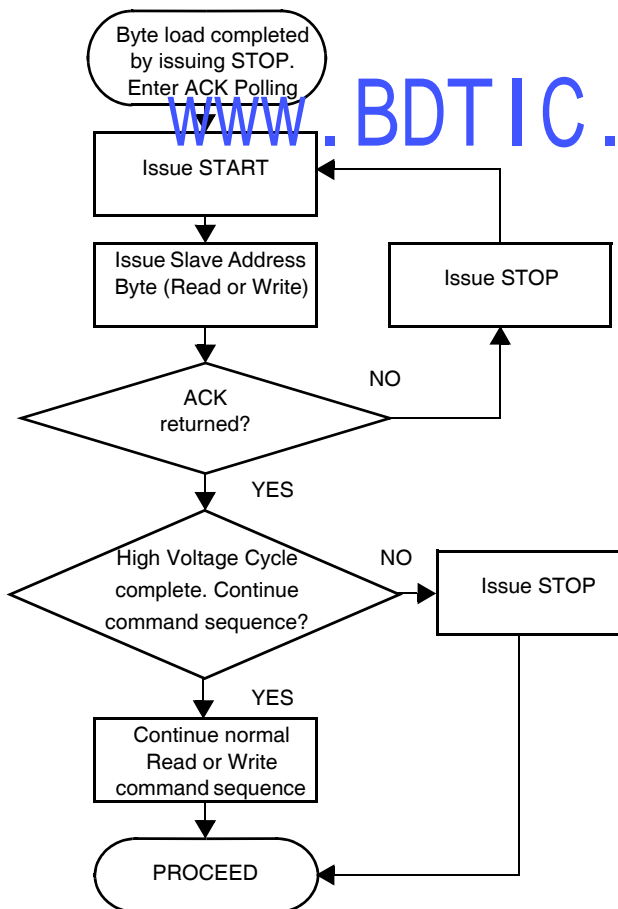 Byte load completed
by issuing STOP.
Enter ACK Polling
WWW.BDTIC.
Issue START
Issue Slave Address
Byte (Read or Write)
Issue STOP
NO
ACK
returned?
YES
High Voltage Cycle
complete. Continue
command sequence?
NO
Issue STOP
YES
Continue normal
Read or Write
command sequence
PROCEED